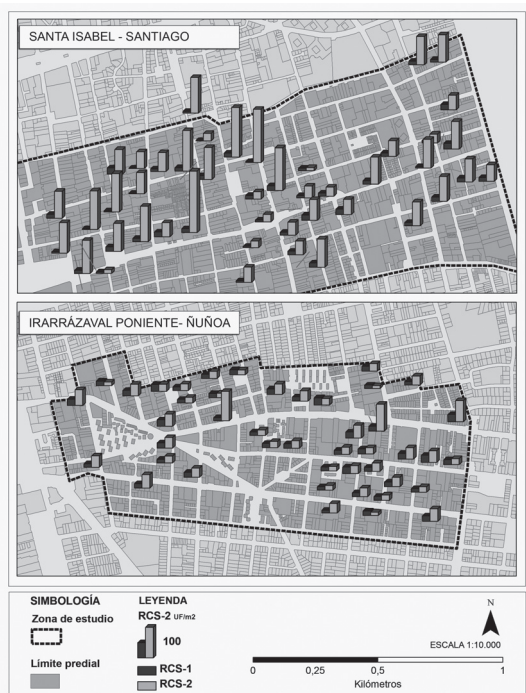 SANTA ISABEL - SANTIAGO
IRARRÁZAVAL PONIENTE- ÑUÑOA
SIMBOLOGÍA
Zona de estudio
Límite predial
LEYENDA
RCS-2 UF/m2
100
RCS-1
RCS-2
N
ESCALA 1:10.000
0 0,25 0,5 1
Kilómetros